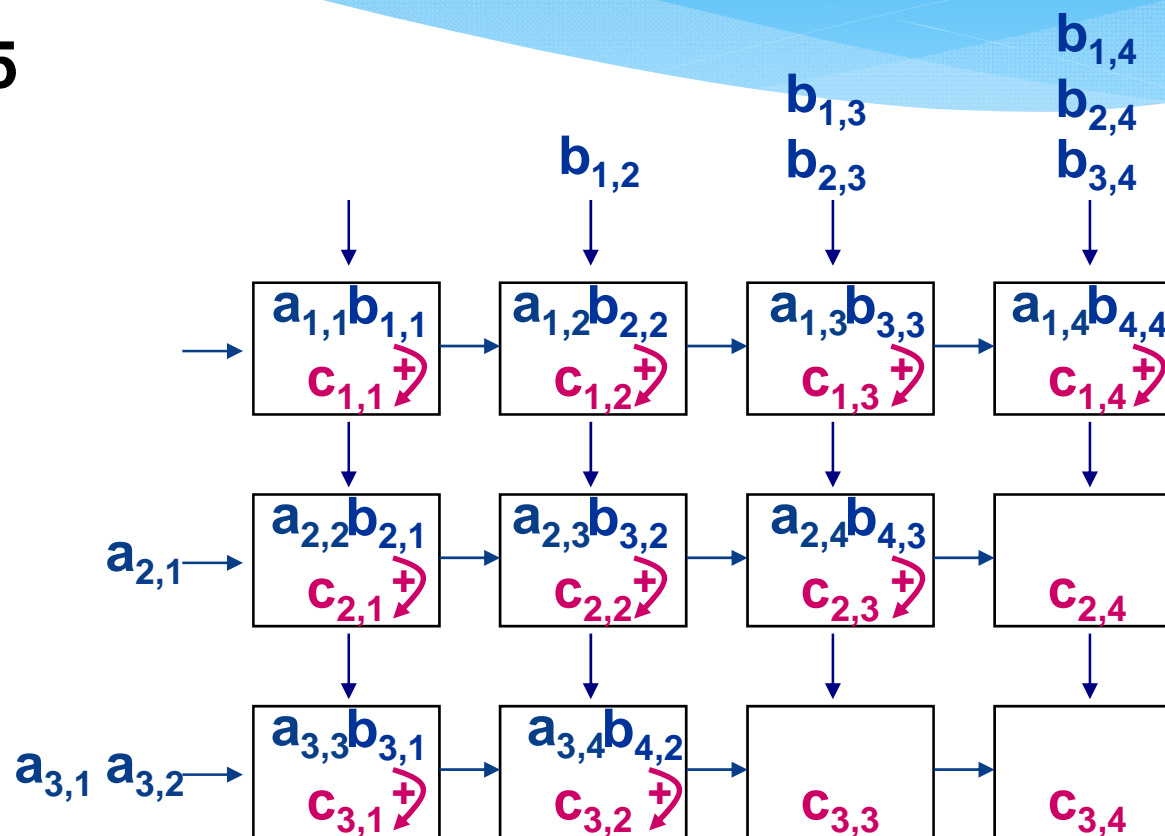 5
b1,4
b1,3 b2,4
b1,2 b2,3 b3,4
a1,1b1,1 a1,2b2,2 a1,3b3,3 a1,4b4,4
c1,1 + c1,2 + c1,3 + c1,4 +
a2,2b2,1 a2,3b3,2 a2,4b4,3
a2,1 c2,1 + c2,2 + c2,3 + c2,4
a3,3b3,1 a3,4b4,2
a3,1 a3,2 c3,1 + c3,2 + c3,3 c3,4